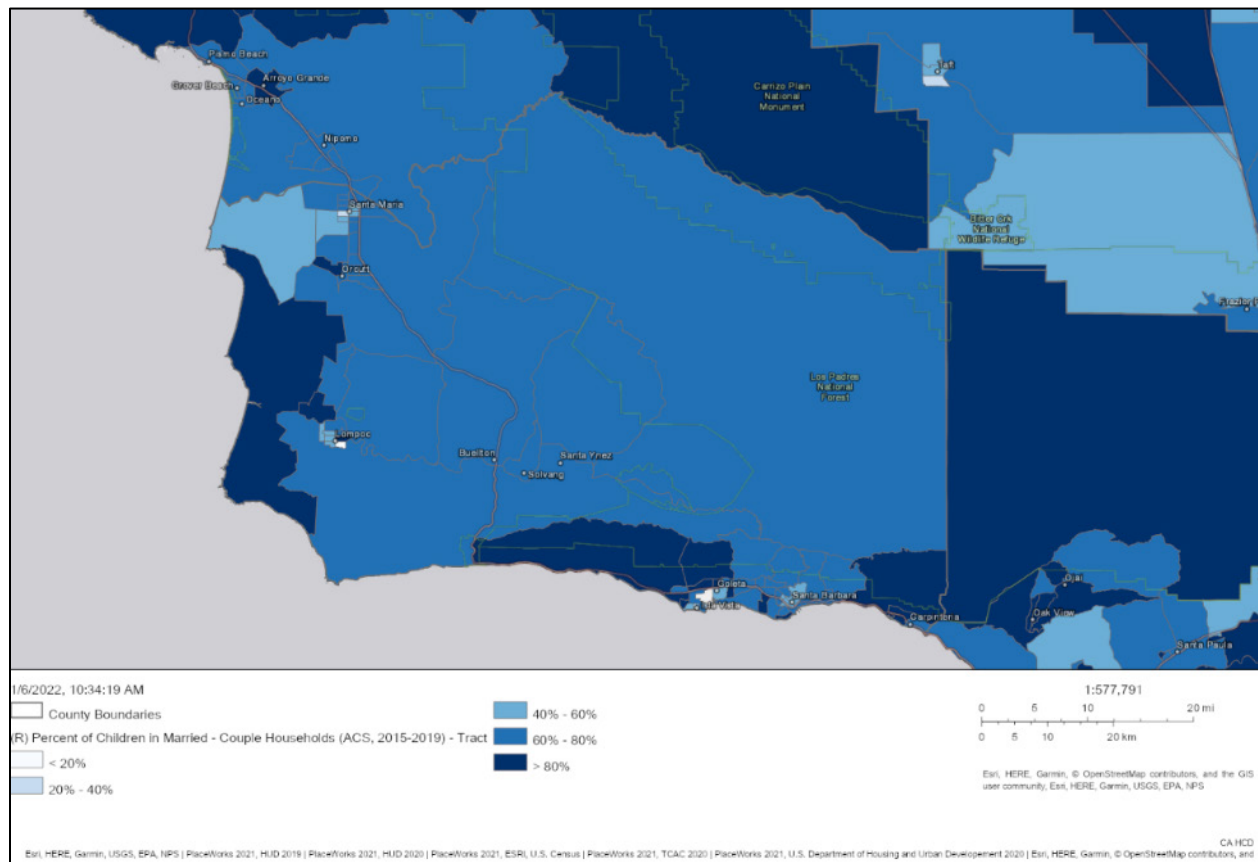 Pismo Beach
Arroyo Grande
Grover Beach
Oceano
Nipomo
Santa Maria
Orcutt
Lompoc
Buellton
Santa Ynez
Solvang
Goleta
Isla Vista
Santa Barbara
Carpinteria
Ojai
Oak View
Santa Paula
Carrizo Plain
National
Monument
Taft
Bitter Crk
National
Wildlife Refuge
Los Padres
National
Forest
1/6/2022, 10:34:19 AM
County Boundaries
(R) Percent of Children in Married - Couple Households (ACS, 2015-2019) - Tract
< 20%
20% - 40%
40% - 60%
60% - 80%
> 80%
1:577,791
0 5 10 20 mi
0 5 10 20 km
Esri, HERE, Garmin, © OpenStreetMap contributors, and the GIS
user community, Esri, HERE, Garmin, USGS, EPA, NPS
CA HCD
Esri, HERE, Garmin, USGS, EPA, NPS | PlaceWorks 2021, HUD 2019 | PlaceWorks 2021, HUD 2020 | PlaceWorks 2021, ESRI, U.S. Census | PlaceWorks 2021, TCAC 2020 | PlaceWorks 2021, U.S. Department of Housing and Urban Developement 2020 | Esri, HERE, Garmin, © OpenStreetMap contributors, and